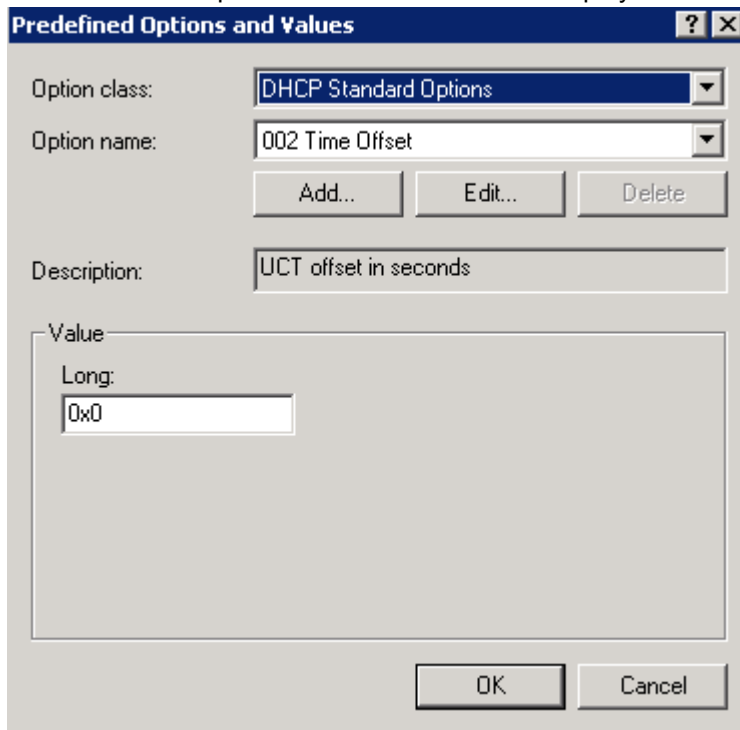 Predefined Options and Values
Option class: DHCP Standard Options
Option name: 002 Time Offset
Add... Edit... Delete
Description: UCT offset in seconds
Value
Long:
0x0
OK Cancel